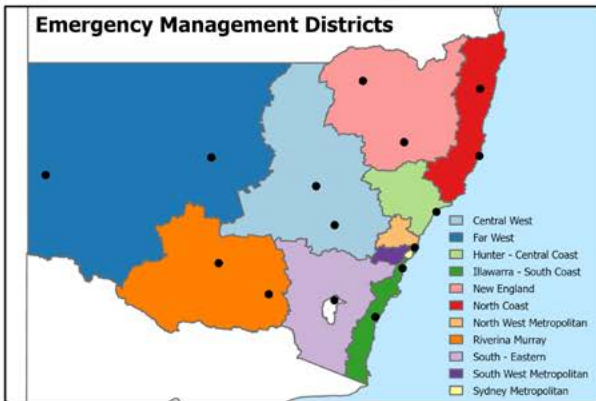 Emergency Management Districts
Central West
Far West
Hunter - Central Coast
Illawarra - South Coast
New England
North Coast
North West Metropolitan
Riverina Murray
South - Eastern
South West Metropolitan
Sydney Metropolitan